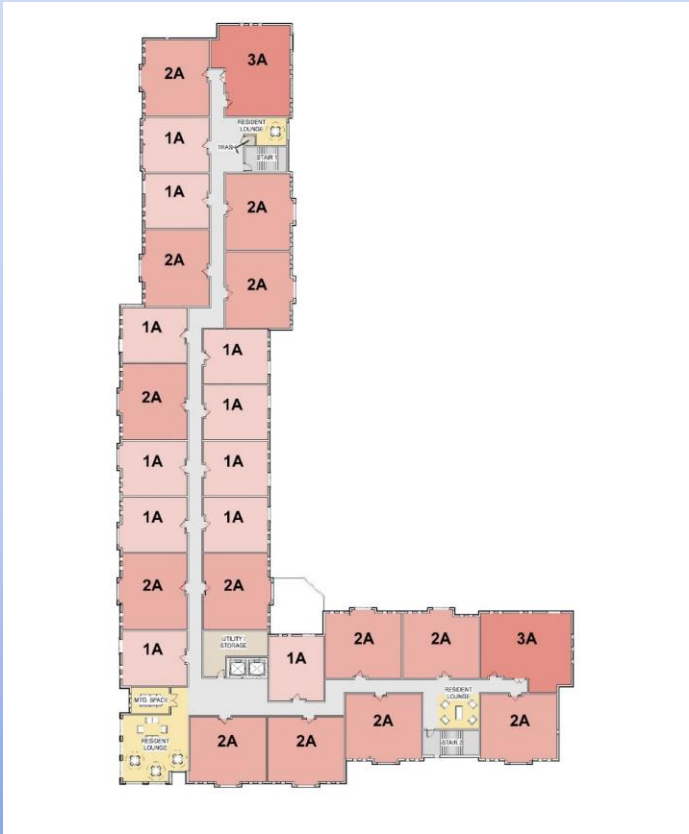 3A
2A
RESIDENT
LOUNGE
1A
TRASH
STAIR 1
1A
2A
2A
2A
1A
1A
2A
1A
1A
1A
1A
1A
2A
2A
1A
UTILITY /
STORAGE
1A
2A
2A
3A
MTG. SPACE
RESIDENT
LOUNGE
RESIDENT
LOUNGE
2A
2A
2A
2A
STAIR 2